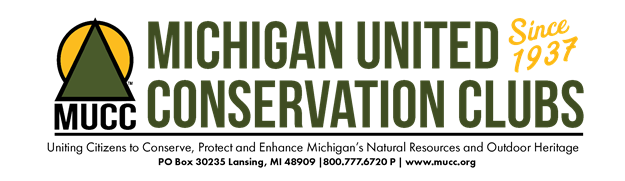 MICHIGAN UNITED
Since
1937
MUCC
™
CONSERVATION CLUBS
Uniting Citizens to Conserve, Protect and Enhance Michigan's Natural Resources and Outdoor Heritage
PO Box 30235 Lansing, MI 48909 |800.777.6720 P | www.mucc.org